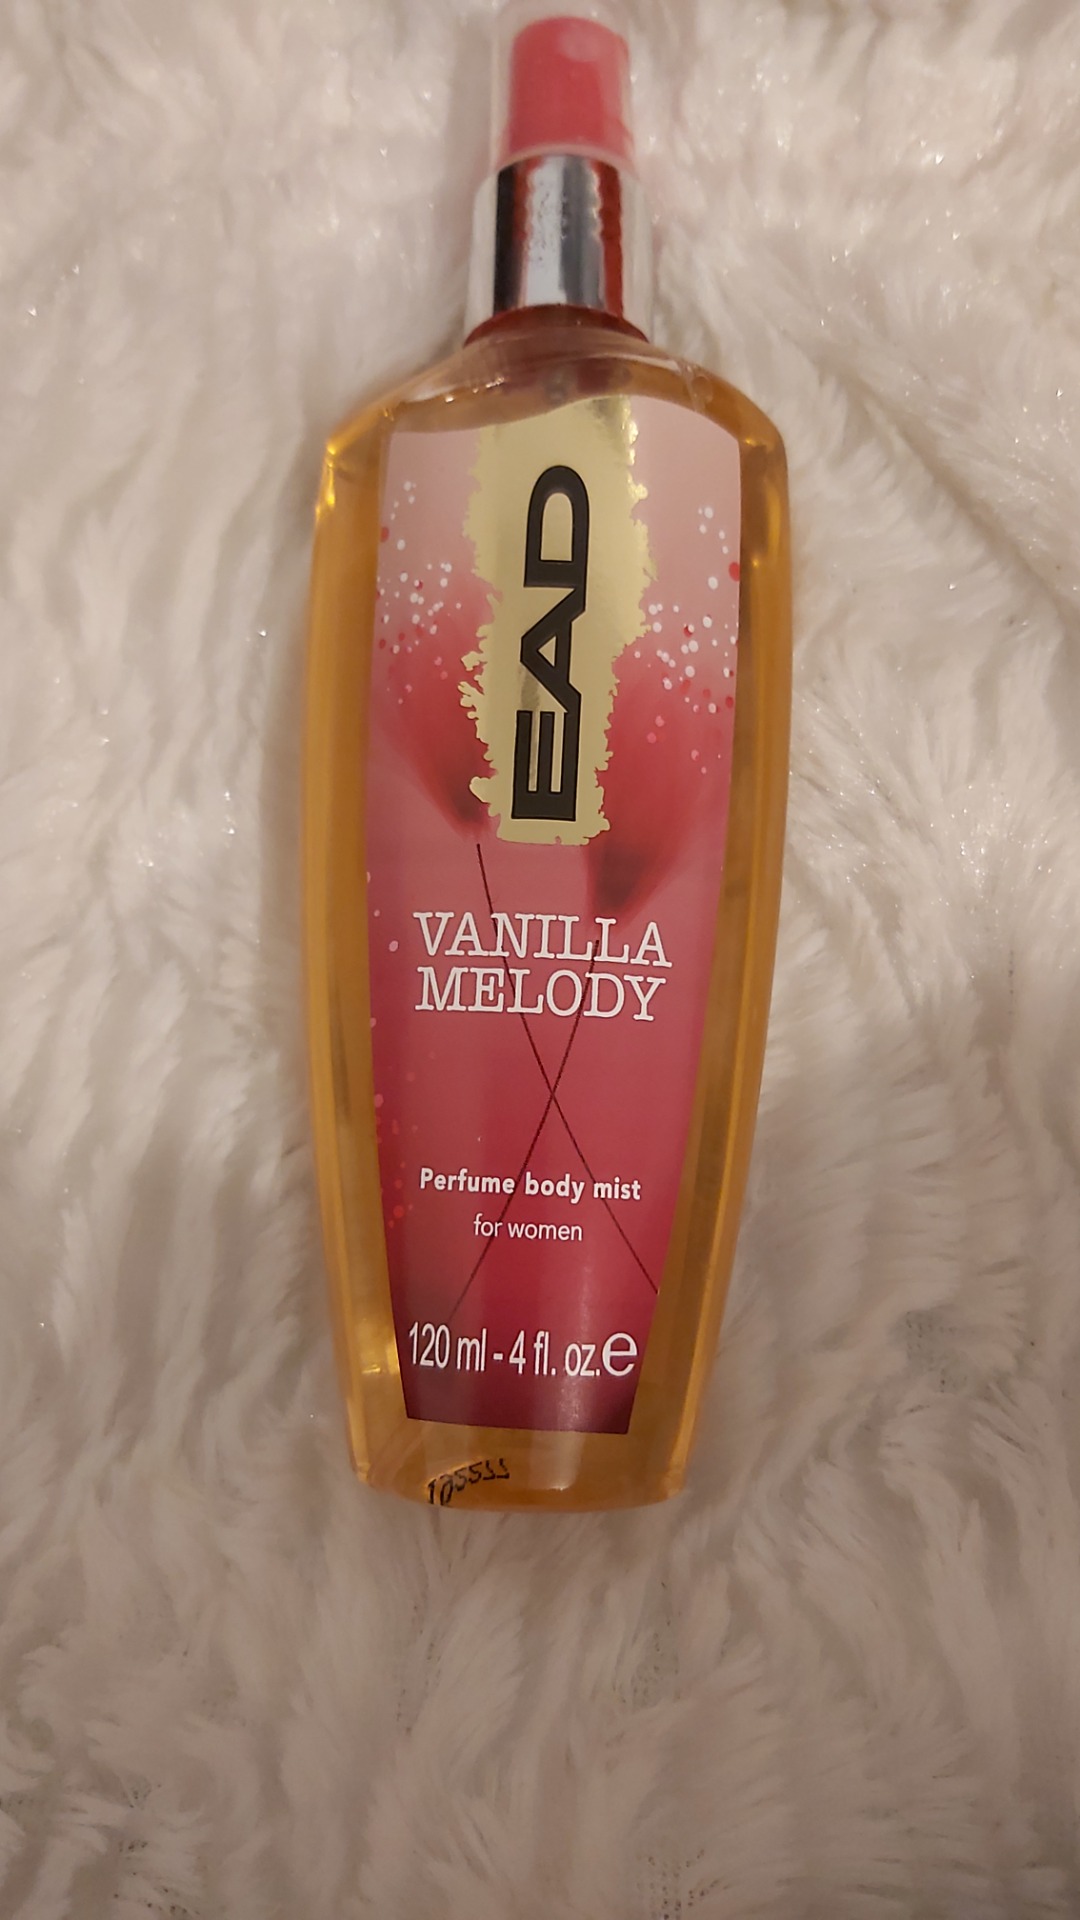 EAD
VANILLA
MELODY
Perfume body mist
for women
120 ml - 4 fl. oz. e